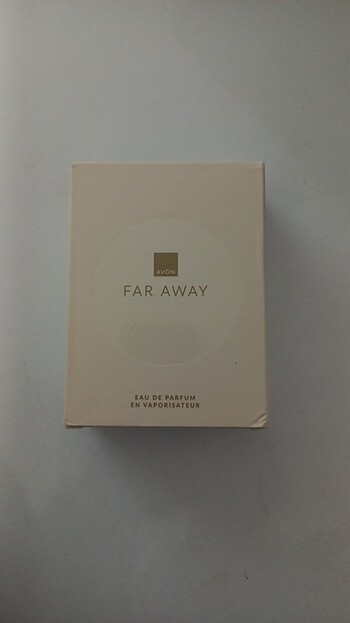 AVON
FAR AWAY
EAU DE PARFUM
EN VAPORISATEUR